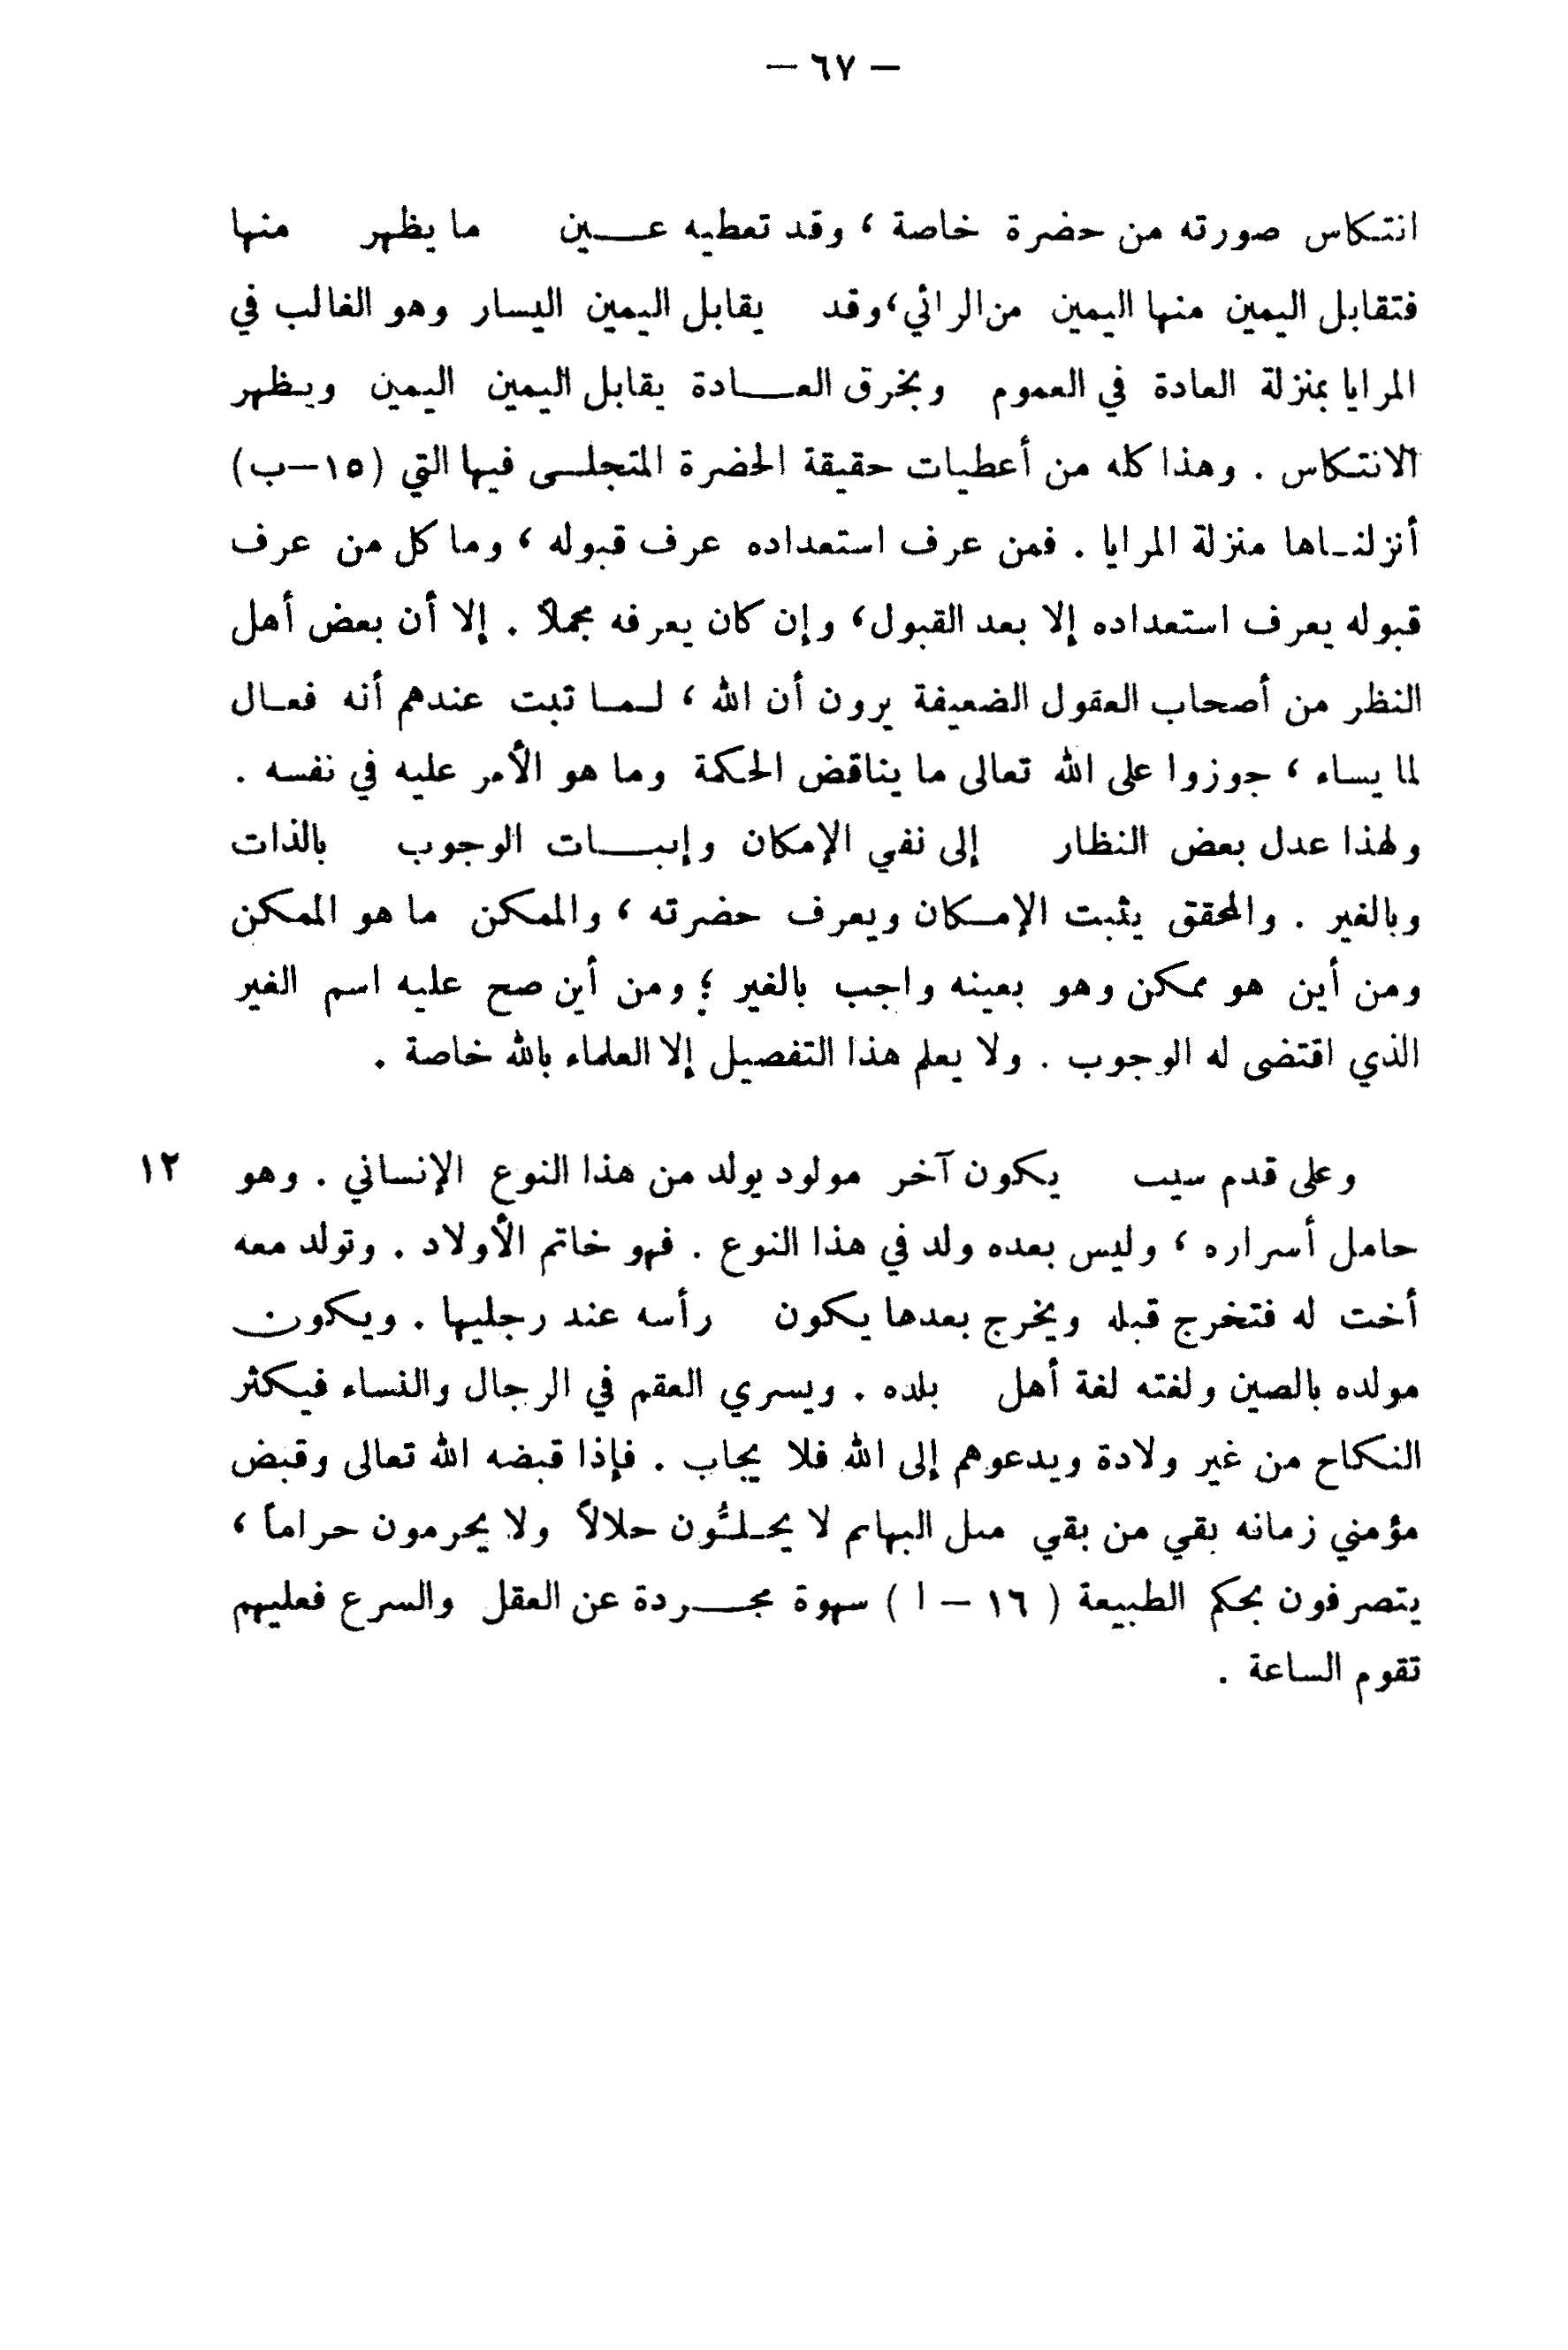 — ٦٧ —
انتكاس صورته من حضرة خاصة ، وقد تعطيه عين ما يظهر منها
فتقابل اليمين منها اليمين من الرائي ، وقد يقابل اليمين اليسار وهو الغالب في
المرايا بمنزلة العادة في العموم وبخرق العادة يقابل اليمين اليمين ويظهر
الانتكاس . وهذا كله من أعطيات حقيقة الحضرة المتجلى فيها التي (١٥–ب)
أنزلناها منزلة المرايا . فمن عرف استعداده عرف قبوله ، وما كل من عرف
قبوله يعرف استعداده إلا بعد القبول ، وإن كان يعرفه مجملاً . إلا أن بعض أهل
النظر من أصحاب العقول الضعيفة يرون أن الله ، لما ثبت عندهم أنه فعال
لما يشاء ، جوزوا على الله تعالى ما يناقض الحكمة وما هو الأمر عليه في نفسه .
ولهذا عدل بعض النظار إلى نفي الإمكان وإثبات الوجوب بالذات
وبالغير . والمحقق يثبت الإمكان ويعرف حضرته ، والممكن ما هو الممكن
ومن أين هو ممكن وهو بعينه واجب بالغير ؛ ومن أين صح عليه اسم الغير
الذي اقتضى له الوجوب . ولا يعلم هذا التفصيل إلا العلماء بالله خاصة .
وعلى قدم شيث يكون آخر مولود يولد من هذا النوع الإنساني . وهو ١٢
حامل أسراره ، وليس بعده ولد في هذا النوع . فهو خاتم الأولاد . وتولد معه
أخت له فتخرج قبله ويخرج بعدها يكون رأسه عند رجليها . ويكون
مولده بالصين ولغته لغة أهل بلده . ويسري العقم في الرجال والنساء فيكثر
النكاح من غير ولادة ويدعوهم إلى الله فلا يجاب . فإذا قبضه الله تعالى وقبض
مؤمني زمانه بقي من بقي مثل البهائم لا يحلُّون حلالاً ولا يحرمون حراماً ،
يتصرفون بحكم الطبيعة ( ١٦ – ا ) شهوة مجردة عن العقل والشرع فعليهم
تقوم الساعة .